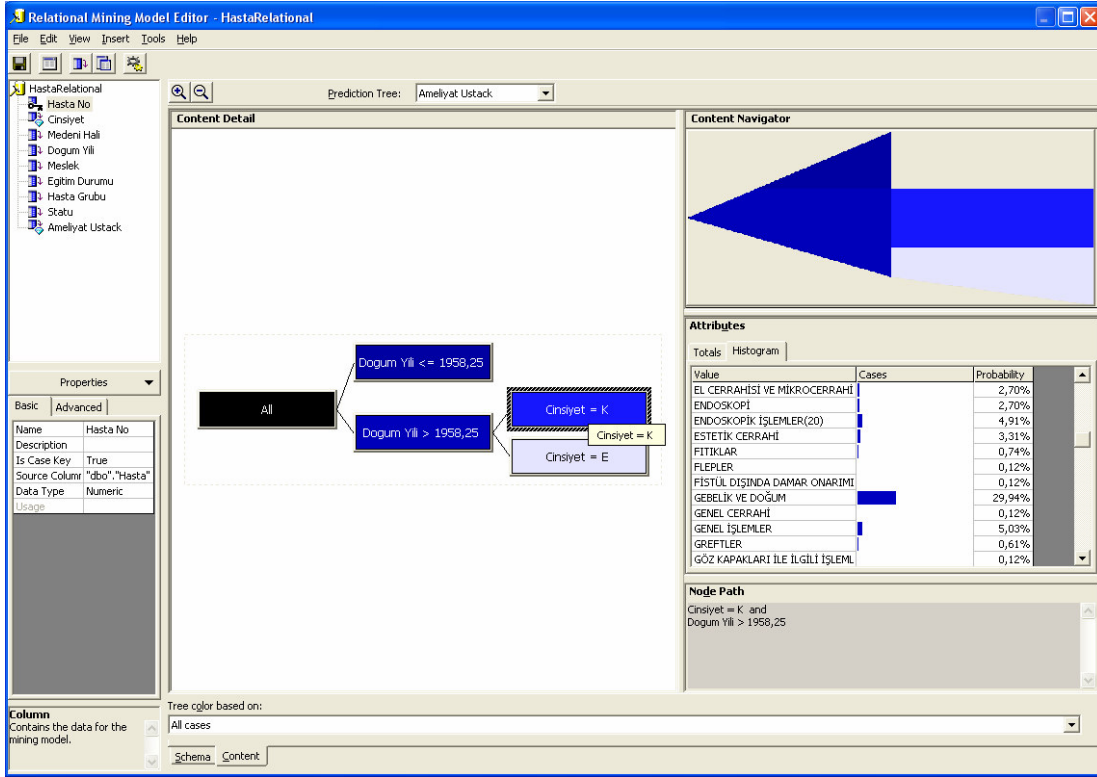 Relational Mining Model Editor - HastaRelational
File Edit View Insert Tools Help
HastaRelational
Hasta No
Cinsiyet
Medeni Hali
Dogum Yili
Meslek
Egitim Durumu
Hasta Grubu
Statu
Ameliyat Ustack
Properties
Basic Advanced
Name Hasta No
Description
Is Case Key True
Source Column "dbo"."Hasta"
Data Type Numeric
Usage
Column
Contains the data for the
mining model.
Prediction Tree: Ameliyat Ustack
Content Detail
All
Dogum Yili <= 1958,25
Dogum Yili > 1958,25
Cinsiyet = K
Cinsiyet = K
Cinsiyet = E
Tree color based on:
All cases
Schema Content
Content Navigator
Attributes
Totals Histogram
Value Cases Probability
EL CERRAHİSİ VE MİKROCERRAHİ 2,70%
ENDOSKOPİ 2,70%
ENDOSKOPİK İŞLEMLER(20) 4,91%
ESTETİK CERRAHİ 3,31%
FITIKLAR 0,74%
FLEPLER 0,12%
FİSTÜL DIŞINDA DAMAR ONARIMI 0,12%
GEBELİK VE DOĞUM 29,94%
GENEL CERRAHİ 0,12%
GENEL İŞLEMLER 5,03%
GREFTLER 0,61%
GÖZ KAPAKLARI İLE İLGİLİ İŞLEML 0,12%
Node Path
Cinsiyet = K and
Dogum Yili > 1958,25